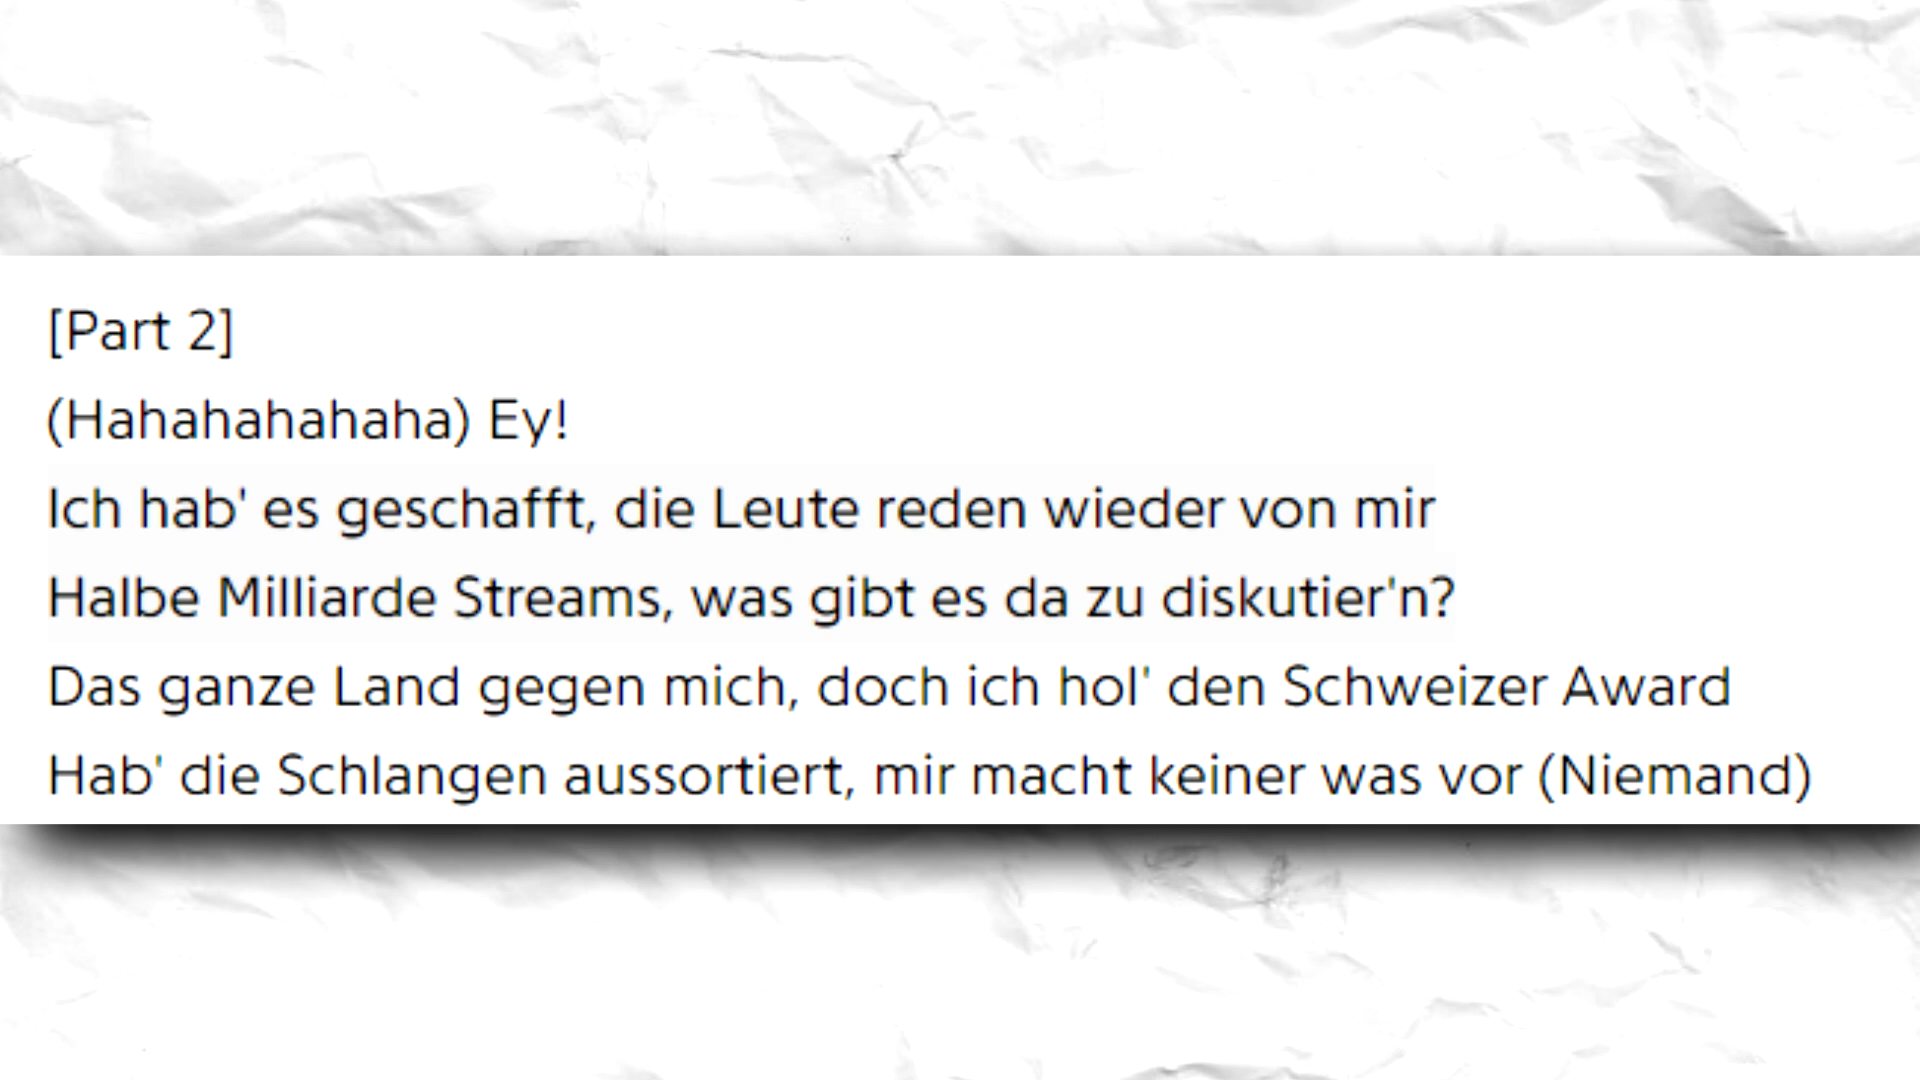 [Part 2]
(Hahahahahaha) Ey!
Ich hab' es geschafft, die Leute reden wieder von mir
Halbe Milliarde Streams, was gibt es da zu diskutier'n?
Das ganze Land gegen mich, doch ich hol' den Schweizer Award
Hab' die Schlangen aussortiert, mir macht keiner was vor (Niemand)